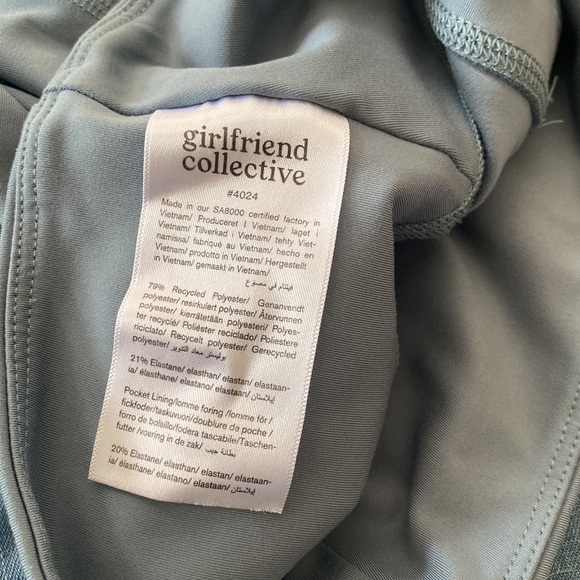 girlfriend
collective
#4024
Made in our SA8000 certified factory in
Vietnam/ Produceret I Vietnam/ laget i
Vietnam/ Tillverkad i Vietnam/ tehty Viet-
namissa/ fabriqué au Vietnam/ hecho en
Vietnam/ prodotto in Vietnam/ Hergestellt
in Vietnam/ gemaakt in Vietnam/
فيتنام في مصنوع
79% Recycled Polyester/ Genanvendt
polyester/ resirkulert polyester/ Återvunnen
polyester/ kierrätetään polyesteri/ Polyes-
ter recyclé/ Poliéster reciclado/ Poliestere
riciclato/ Recycelt polyester/ Gerecycled
polyester/ بوليستر معاد التكوير
21% Elastane/ elasthan/ elastan/ elastaan-
ia/ élasthane/ elastano/ elastaan/ إيلاستان
Pocket Lining/lomme foring /lomme fôr /
fickfoder/taskuvuori/doublure de poche /
forro de bolsillo/fodera tascabile/Taschen-
futter /voering in de zak/ بطانة جيب
20% Elastane/ elasthan/ elastan/ elastaan-
ia/ élasthane/ elastano/ elastaan/ إيلاستان